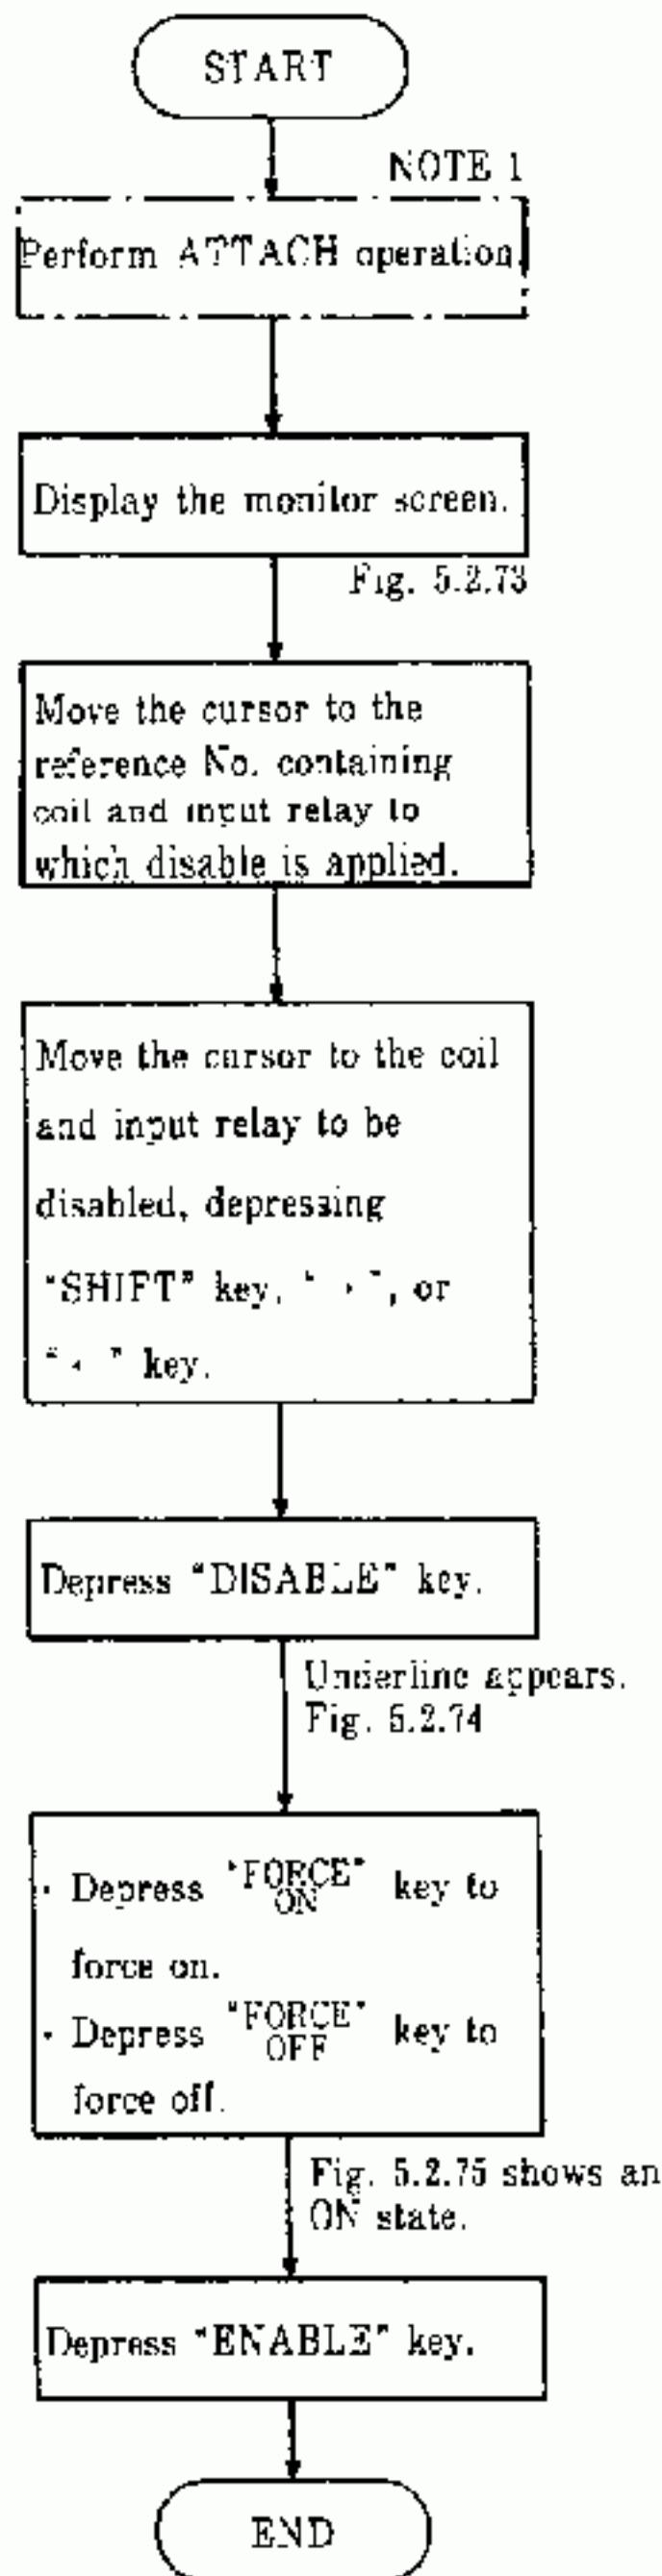 START
NOTE 1
Perform ATTACH operation.
Display the monitor screen.
Fig. 5.2.73
Move the cursor to the
reference No. containing
coil and input relay to
which disable is applied.
Move the cursor to the coil
and input relay to be
disabled, depressing
"SHIFT" key, "→", or
"←" key.
Depress "DISABLE" key.
Underline appears.
Fig. 5.2.74
· Depress "FORCE" key to
ON
force on.
· Depress "FORCE" key to
OFF
force off.
Fig. 5.2.75 shows an
ON state.
Depress "ENABLE" key.
END